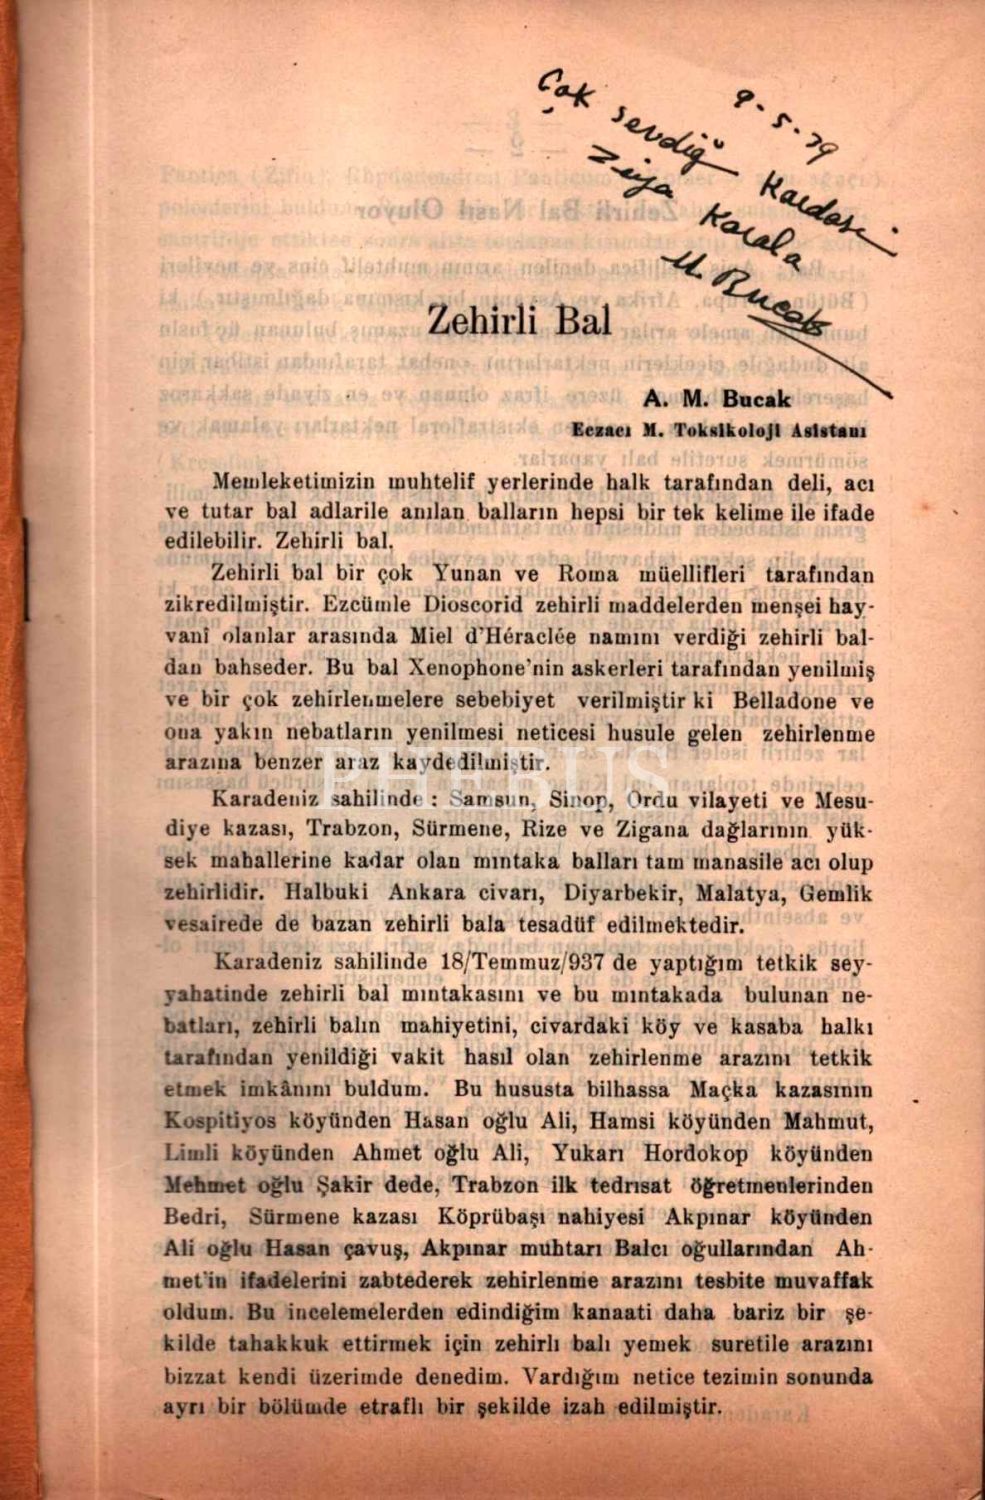 9-5-79
Çok sevdiğ Kardaşı
Ziya Karala
M. Bucak
Zehirli Bal
A. M. Bucak
Eczacı M. Toksikoloji Asistanı
Memleketimizin muhtelif yerlerinde halk tarafından deli, acı
ve tutar bal adlarile anılan balların hepsi bir tek kelime ile ifade
edilebilir. Zehirli bal.
Zehirli bal bir çok Yunan ve Roma müellifleri tarafından
zikredilmiştir. Ezcümle Dioscorid zehirli maddelerden menşei hay-
vanî olanlar arasında Miel d'Héraclée namını verdiği zehirli bal-
dan bahseder. Bu bal Xenophone'nin askerleri tarafından yenilmiş
ve bir çok zehirlenmelere sebebiyet verilmiştir ki Belladone ve
ona yakın nebatların yenilmesi neticesi husule gelen zehirlenme
arazına benzer araz kaydedilmiştir.
PHEBUS
Karadeniz sahilinde : Samsun, Sinop, Ordu vilayeti ve Mesu-
diye kazası, Trabzon, Sürmene, Rize ve Zigana dağlarının yük-
sek mahallerine kadar olan mıntaka balları tam manasile acı olup
zehirlidir. Halbuki Ankara civarı, Diyarbekir, Malatya, Gemlik
vesairede de bazan zehirli bala tesadüf edilmektedir.
Karadeniz sahilinde 18/Temmuz/937 de yaptığım tetkik sey-
yahatinde zehirli bal mıntakasını ve bu mıntakada bulunan ne-
batları, zehirli balın mahiyetini, civardaki köy ve kasaba halkı
tarafından yenildiği vakit hasıl olan zehirlenme arazını tetkik
etmek imkânını buldum. Bu hususta bilhassa Maçka kazasının
Kospitiyos köyünden Hasan oğlu Ali, Hamsi köyünden Mahmut,
Limli köyünden Ahmet oğlu Ali, Yukarı Hordokop köyünden
Mehmet oğlu Şakir dede, Trabzon ilk tedrısat öğretmenlerinden
Bedri, Sürmene kazası Köprübaşı nahiyesi Akpınar köyünden
Ali oğlu Hasan çavuş, Akpınar muhtarı Balcı oğullarından Ah-
met'in ifadelerini zabtederek zehirlenme arazını tesbite muvaffak
oldum. Bu incelemelerden edindiğim kanaati daha bariz bir şe-
kilde tahakkuk ettirmek için zehirli balı yemek suretile arazını
bizzat kendi üzerimde denedim. Vardığım netice tezimin sonunda
ayrı bir bölümde etraflı bir şekilde izah edilmiştir.